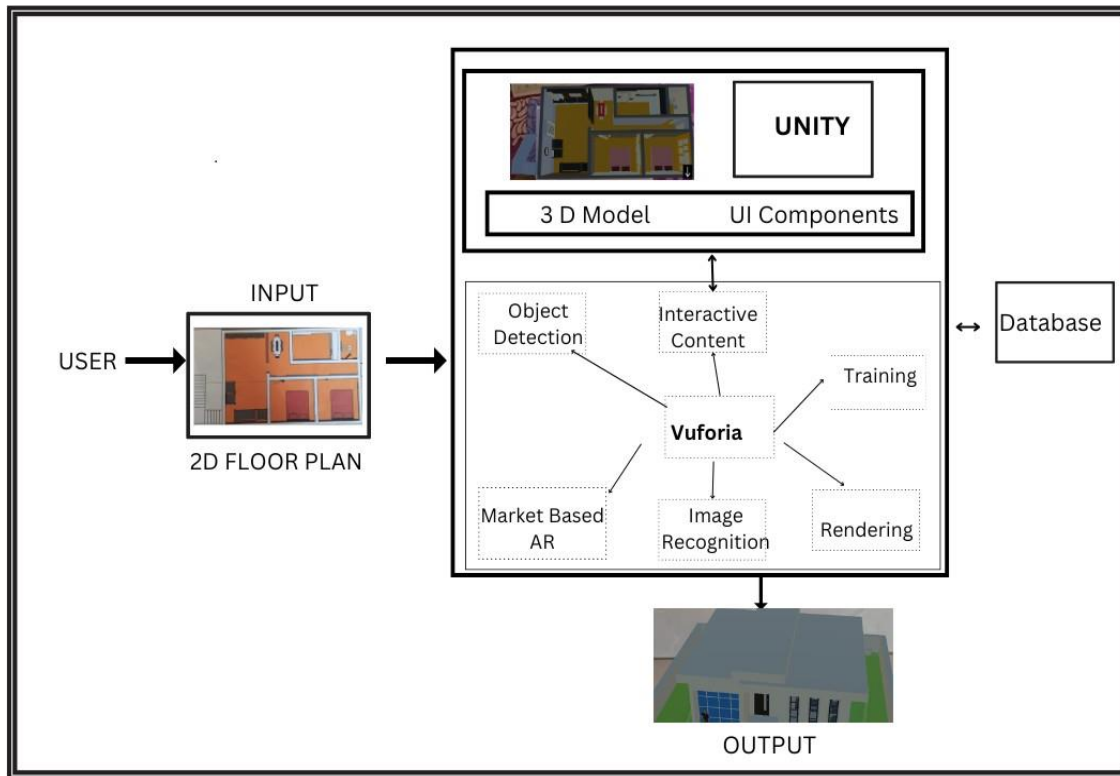 UNITY
3 D Model UI Components
INPUT
USER
2D FLOOR PLAN
Object
Detection
Interactive
Content
Training
Vuforia
Market Based
AR
Image
Recognition
Rendering
Database
OUTPUT